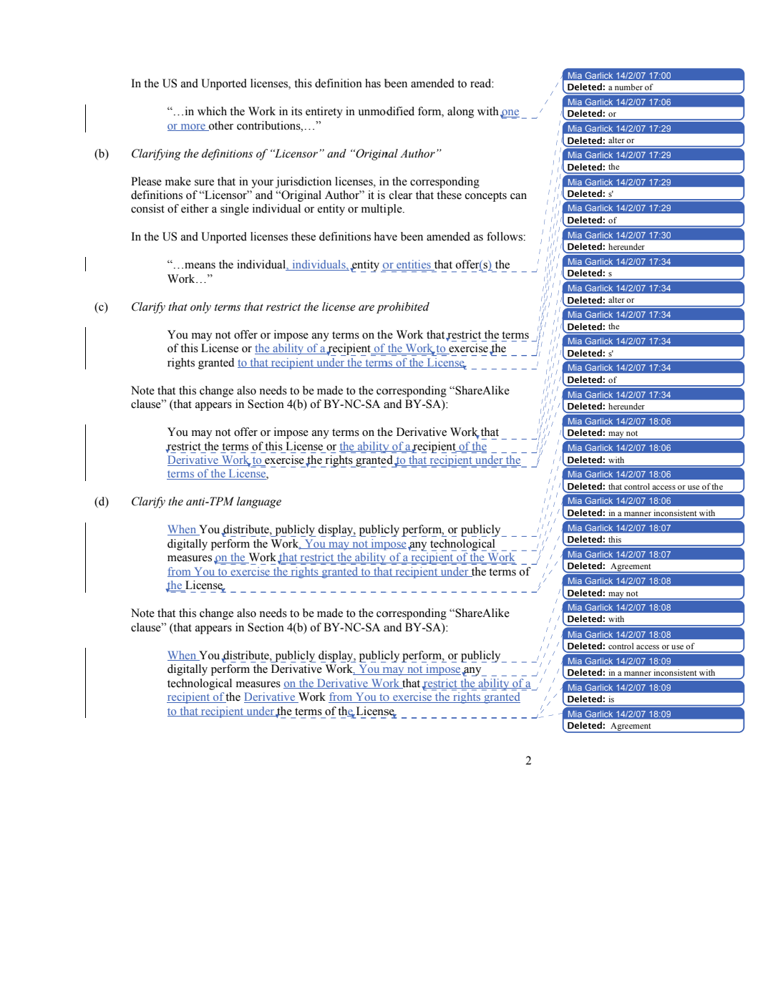 In the US and Unported licenses, this definition has been amended to read:
“…in which the Work in its entirety in unmodified form, along with one
or more other contributions,…”
(b) Clarifying the definitions of “Licensor” and “Original Author”
Please make sure that in your jurisdiction licenses, in the corresponding
definitions of “Licensor” and “Original Author” it is clear that these concepts can
consist of either a single individual or entity or multiple.
In the US and Unported licenses these definitions have been amended as follows:
“…means the individual, individuals, entity or entities that offer(s) the
Work…”
(c) Clarify that only terms that restrict the license are prohibited
You may not offer or impose any terms on the Work that restrict the terms
of this License or the ability of a recipient of the Work to exercise the
rights granted to that recipient under the terms of the License.
Note that this change also needs to be made to the corresponding “ShareAlike
clause” (that appears in Section 4(b) of BY-NC-SA and BY-SA):
You may not offer or impose any terms on the Derivative Work that
restrict the terms of this License or the ability of a recipient of the
Derivative Work to exercise the rights granted to that recipient under the
terms of the License,
(d) Clarify the anti-TPM language
When You distribute, publicly display, publicly perform, or publicly
digitally perform the Work, You may not impose any technological
measures on the Work that restrict the ability of a recipient of the Work
from You to exercise the rights granted to that recipient under the terms of
the License.
Note that this change also needs to be made to the corresponding “ShareAlike
clause” (that appears in Section 4(b) of BY-NC-SA and BY-SA):
When You distribute, publicly display, publicly perform, or publicly
digitally perform the Derivative Work, You may not impose any
technological measures on the Derivative Work that restrict the ability of a
recipient of the Derivative Work from You to exercise the rights granted
to that recipient under the terms of the License.
2
Mia Garlick 14/2/07 17:00
Deleted: a number of
Mia Garlick 14/2/07 17:06
Deleted: or
Mia Garlick 14/2/07 17:29
Deleted: alter or
Mia Garlick 14/2/07 17:29
Deleted: the
Mia Garlick 14/2/07 17:29
Deleted: s'
Mia Garlick 14/2/07 17:29
Deleted: of
Mia Garlick 14/2/07 17:30
Deleted: hereunder
Mia Garlick 14/2/07 17:34
Deleted: s
Mia Garlick 14/2/07 17:34
Deleted: alter or
Mia Garlick 14/2/07 17:34
Deleted: the
Mia Garlick 14/2/07 17:34
Deleted: s'
Mia Garlick 14/2/07 17:34
Deleted: of
Mia Garlick 14/2/07 17:34
Deleted: hereunder
Mia Garlick 14/2/07 18:06
Deleted: may not
Mia Garlick 14/2/07 18:06
Deleted: with
Mia Garlick 14/2/07 18:06
Deleted: that control access or use of the
Mia Garlick 14/2/07 18:06
Deleted: in a manner inconsistent with
Mia Garlick 14/2/07 18:07
Deleted: this
Mia Garlick 14/2/07 18:07
Deleted: Agreement
Mia Garlick 14/2/07 18:08
Deleted: may not
Mia Garlick 14/2/07 18:08
Deleted: with
Mia Garlick 14/2/07 18:08
Deleted: control access or use of
Mia Garlick 14/2/07 18:09
Deleted: in a manner inconsistent with
Mia Garlick 14/2/07 18:09
Deleted: is
Mia Garlick 14/2/07 18:09
Deleted: Agreement